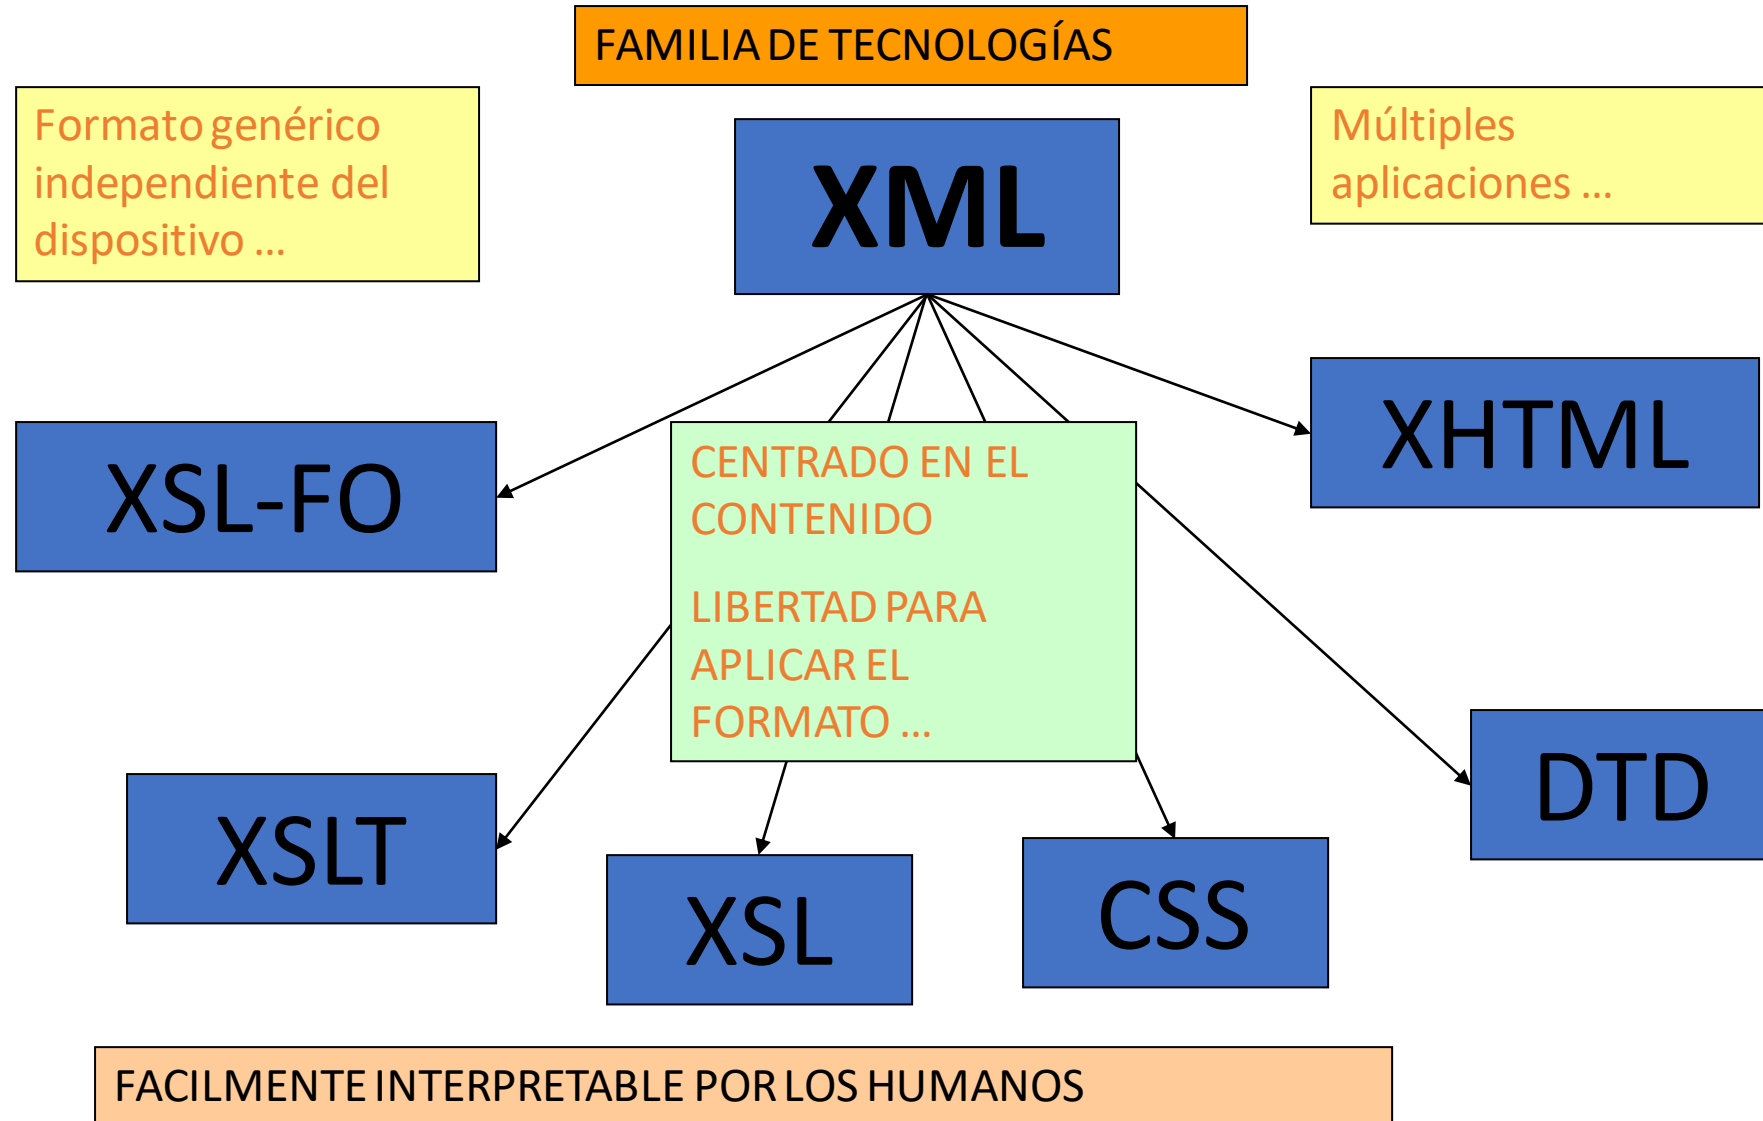 FAMILIA DE TECNOLOGÍAS
Formato genérico
independiente del
dispositivo ...
XML
Múltiples
aplicaciones ...
XSL-FO
CENTRADO EN EL
CONTENIDO
LIBERTAD PARA
APLICAR EL
FORMATO ...
XHTML
XSLT
XSL
CSS
DTD
FACILMENTE INTERPRETABLE POR LOS HUMANOS